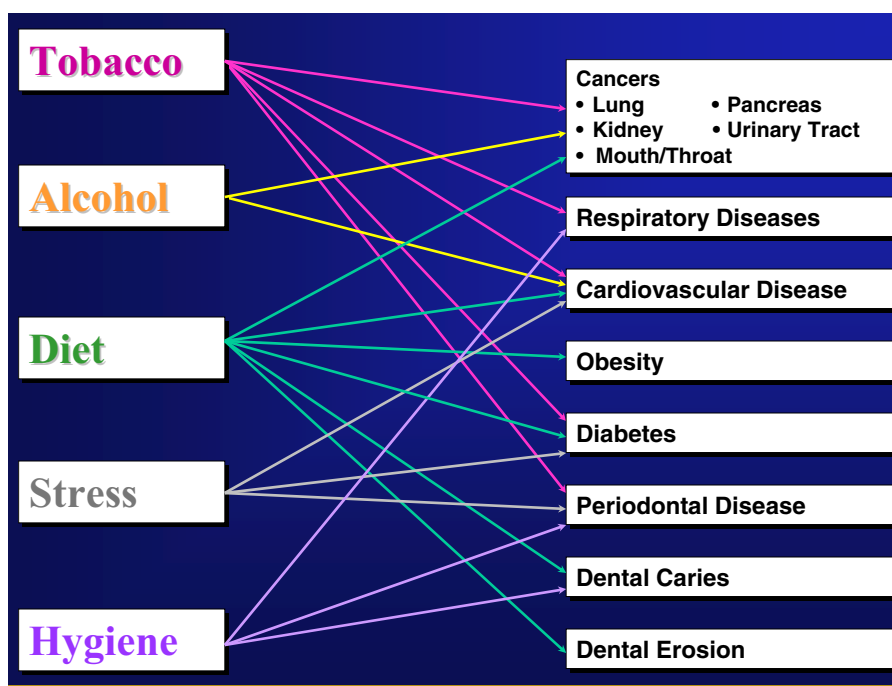 Tobacco
Alcohol
Diet
Stress
Hygiene
Cancers
• Lung • Pancreas
• Kidney • Urinary Tract
• Mouth/Throat
Respiratory Diseases
Cardiovascular Disease
Obesity
Diabetes
Periodontal Disease
Dental Caries
Dental Erosion